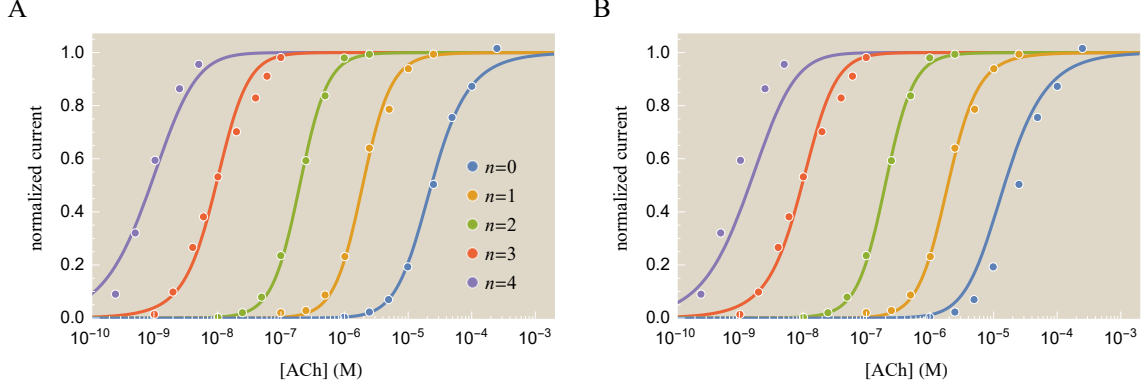 A
B
normalized current
1.0
0.8
0.6
0.4
0.2
0.0
n=0
n=1
n=2
n=3
n=4
10⁻¹⁰ 10⁻⁹ 10⁻⁸ 10⁻⁷ 10⁻⁶ 10⁻⁵ 10⁻⁴ 10⁻³
[ACh] (M)
normalized current
1.0
0.8
0.6
0.4
0.2
0.0
10⁻¹⁰ 10⁻⁹ 10⁻⁸ 10⁻⁷ 10⁻⁶ 10⁻⁵ 10⁻⁴ 10⁻³
[ACh] (M)